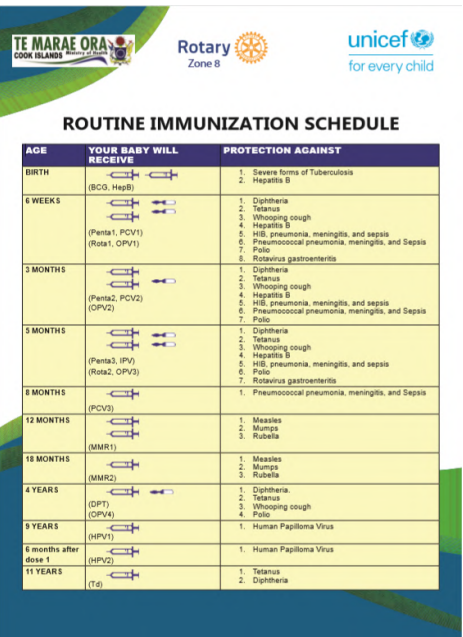 TE MARAE ORA
COOK ISLANDS Ministry of Health
Rotary
Zone 8
unicef
for every child
ROUTINE IMMUNIZATION SCHEDULE
AGE YOUR BABY WILL RECEIVE PROTECTION AGAINST
BIRTH
(BCG, HepB)
1. Severe forms of Tuberculosis
2. Hepatitis B
6 WEEKS
(Penta1, PCV1)
(Rota1, OPV1)
1. Diphtheria
2. Tetanus
3. Whooping cough
4. Hepatitis B
5. HIB, pneumonia, meningitis, and sepsis
6. Pneumococcal pneumonia, meningitis, and Sepsis
7. Polio
8. Rotavirus gastroenteritis
3 MONTHS
(Penta2, PCV2)
(OPV2)
1. Diphtheria
2. Tetanus
3. Whooping cough
4. Hepatitis B
5. HIB, pneumonia, meningitis, and sepsis
6. Pneumococcal pneumonia, meningitis, and Sepsis
7. Polio
5 MONTHS
(Penta3, IPV)
(Rota2, OPV3)
1. Diphtheria
2. Tetanus
3. Whooping cough
4. Hepatitis B
5. HIB, pneumonia, meningitis, and sepsis
6. Polio
7. Rotavirus gastroenteritis
8 MONTHS
(PCV3)
1. Pneumococcal pneumonia, meningitis, and Sepsis
12 MONTHS
(MMR1)
1. Measles
2. Mumps
3. Rubella
18 MONTHS
(MMR2)
1. Measles
2. Mumps
3. Rubella
4 YEARS
(DPT)
(OPV4)
1. Diphtheria.
2. Tetanus
3. Whooping cough
4. Polio
9 YEARS
(HPV1)
1. Human Papilloma Virus
6 months after
dose 1
(HPV2)
1. Human Papilloma Virus
11 YEARS
(Td)
1. Tetanus
2. Diphtheria